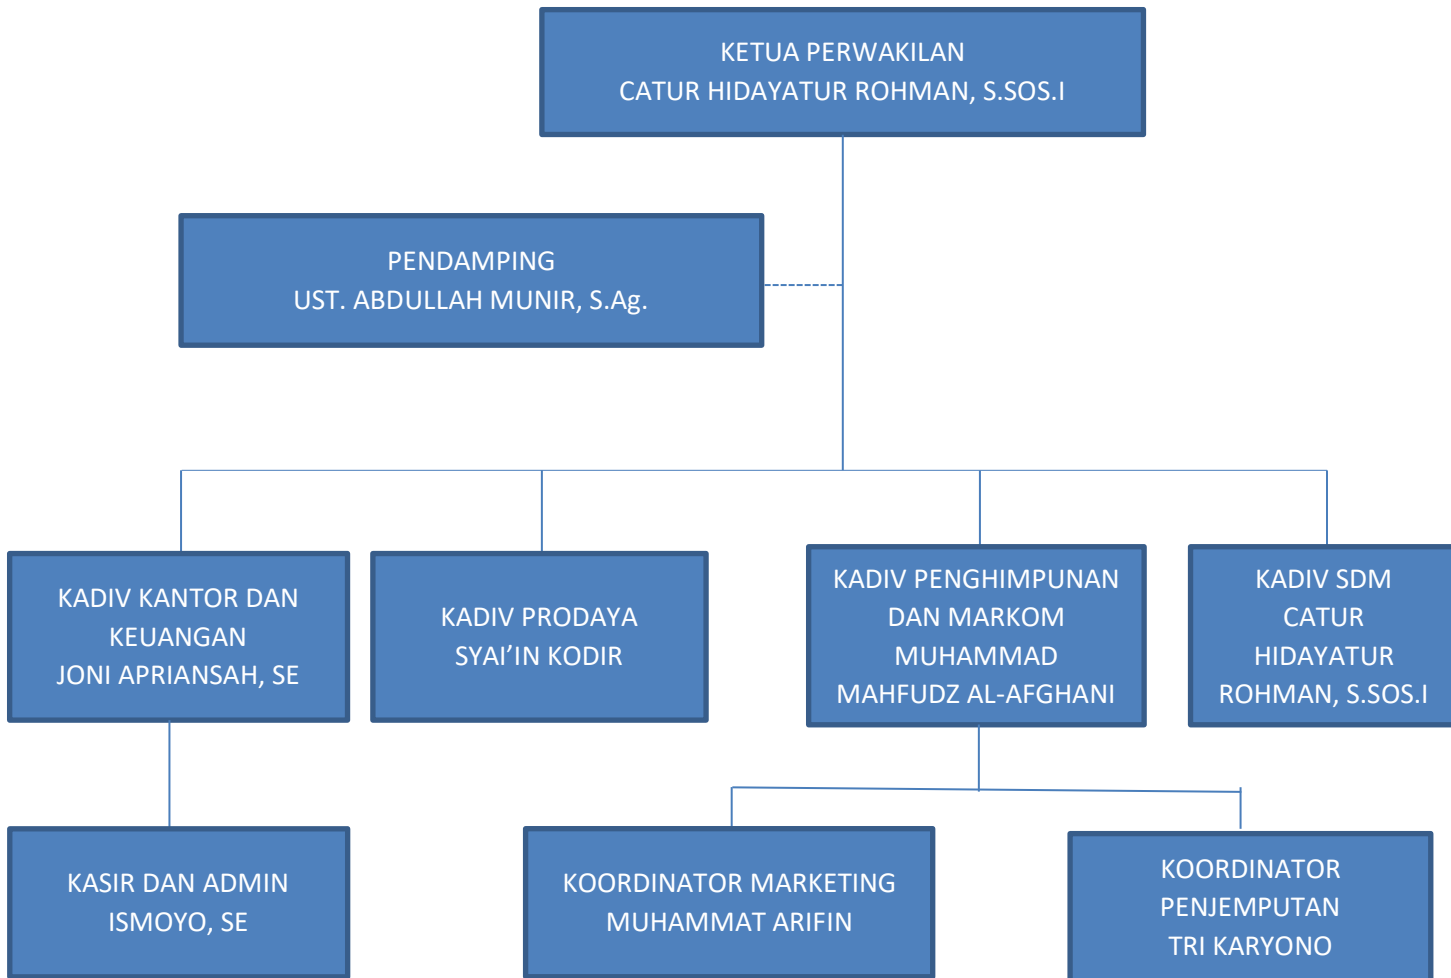 KETUA PERWAKILAN
CATUR HIDAYATUR ROHMAN, S.SOS.I
PENDAMPING
UST. ABDULLAH MUNIR, S.Ag.
KADIV KANTOR DAN
KEUANGAN
JONI APRIANSAH, SE
KADIV PRODAYA
SYAI’IN KODIR
KADIV PENGHIMPUNAN
DAN MARKOM
MUHAMMAD
MAHFUDZ AL-AFGHANI
KADIV SDM
CATUR
HIDAYATUR
ROHMAN, S.SOS.I
KASIR DAN ADMIN
ISMOYO, SE
KOORDINATOR MARKETING
MUHAMMAT ARIFIN
KOORDINATOR
PENJEMPUTAN
TRI KARYONO